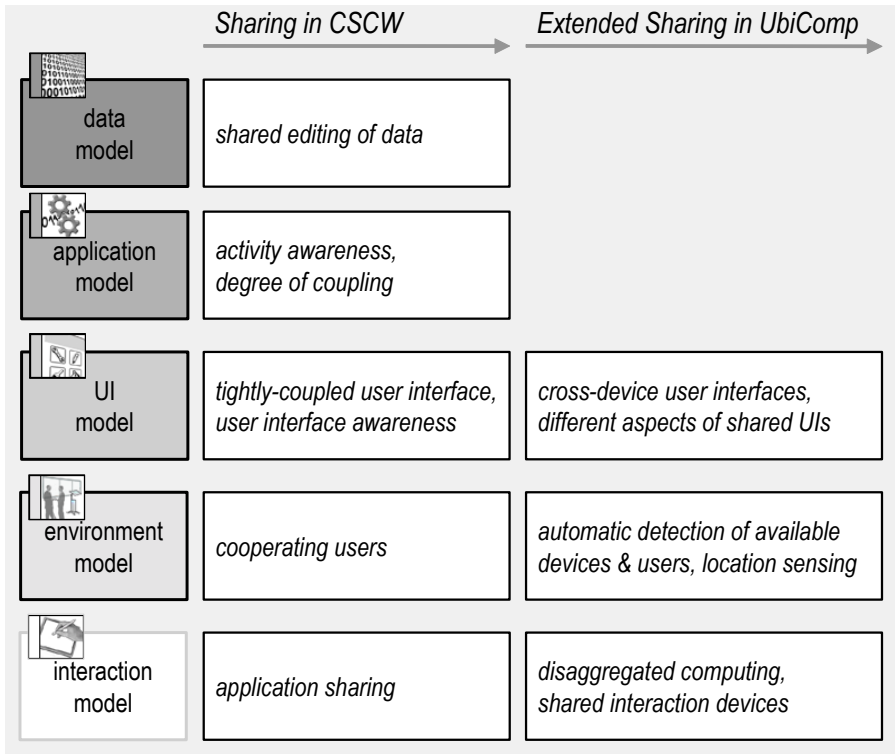 Sharing in CSCW
Extended Sharing in UbiComp
data
model
shared editing of data
application
model
activity awareness,
degree of coupling
UI
model
tightly-coupled user interface,
user interface awareness
cross-device user interfaces,
different aspects of shared UIs
environment
model
cooperating users
automatic detection of available
devices & users, location sensing
interaction
model
application sharing
disaggregated computing,
shared interaction devices